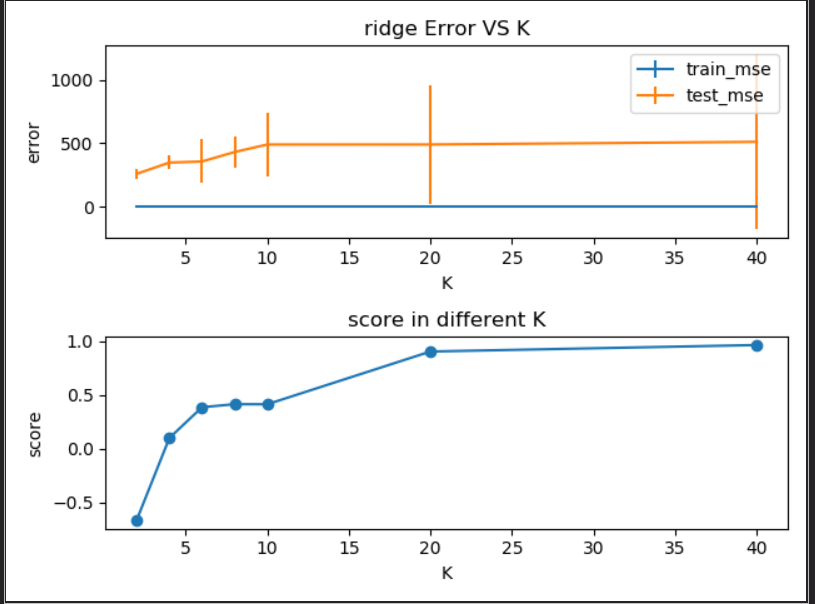 ridge Error VS K
train_mse
test_mse
1000
500
0
error
5 10 15 20 25 30 35 40
K
score in different K
1.0
0.5
0.0
−0.5
score
5 10 15 20 25 30 35 40
K